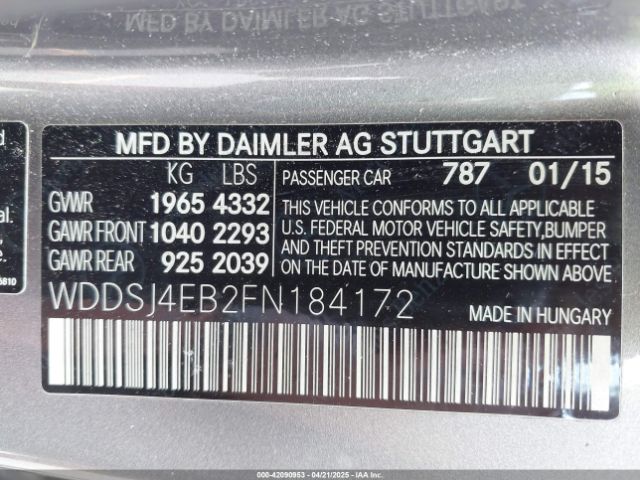 MFD BY DAIMLER AG STUTTGART
KG LBS
GVWR 1965 4332
GAWR FRONT 1040 2293
GAWR REAR 925 2039
PASSENGER CAR 787 01/15
THIS VEHICLE CONFORMS TO ALL APPLICABLE
U.S. FEDERAL MOTOR VEHICLE SAFETY,BUMPER
AND THEFT PREVENTION STANDARDS IN EFFECT
ON THE DATE OF MANUFACTURE SHOWN ABOVE.
WDDSJ4EB2FN184172
MADE IN HUNGARY
000-42090953 - 04/21/2025 - IAAI.COM